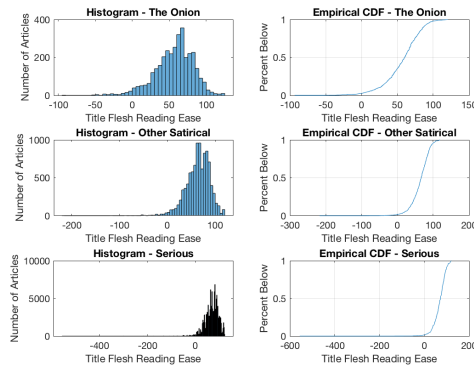 Histogram - The Onion
Number of Articles
400
200
0
-100 -50 0 50 100
Title Flesh Reading Ease
Empirical CDF - The Onion
Percent Below
1
0.5
0
-100 -50 0 50 100 150
Title Flesh Reading Ease
Histogram - Other Satirical
Number of Articles
1000
500
0
-200 -100 0 100
Title Flesh Reading Ease
Empirical CDF - Other Satirical
Percent Below
1
0.5
0
-300 -200 -100 0 100 200
Title Flesh Reading Ease
Histogram - Serious
Number of Articles
10000
5000
0
-400 -200 0
Title Flesh Reading Ease
Empirical CDF - Serious
Percent Below
1
0.5
0
-600 -400 -200 0 200
Title Flesh Reading Ease